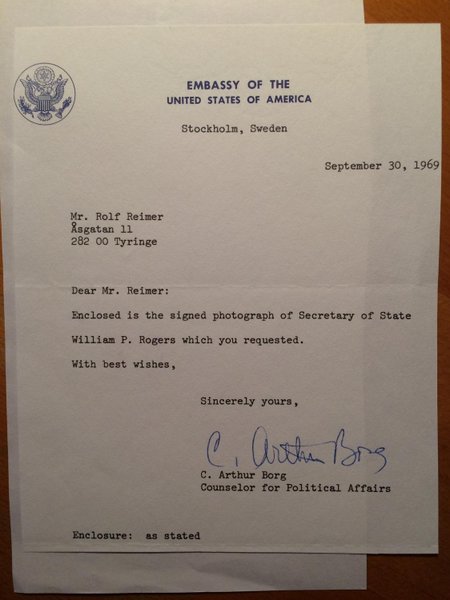 EMBASSY OF THE
UNITED STATES OF AMERICA
Stockholm, Sweden
September 30, 1969
Mr. Rolf Reimer
Åsgatan 11
282 00 Tyringe
Dear Mr. Reimer:
Enclosed is the signed photograph of Secretary of State
William P. Rogers which you requested.
With best wishes,
Sincerely yours,
C. Arthur Borg
C. Arthur Borg
Counselor for Political Affairs
Enclosure: as stated